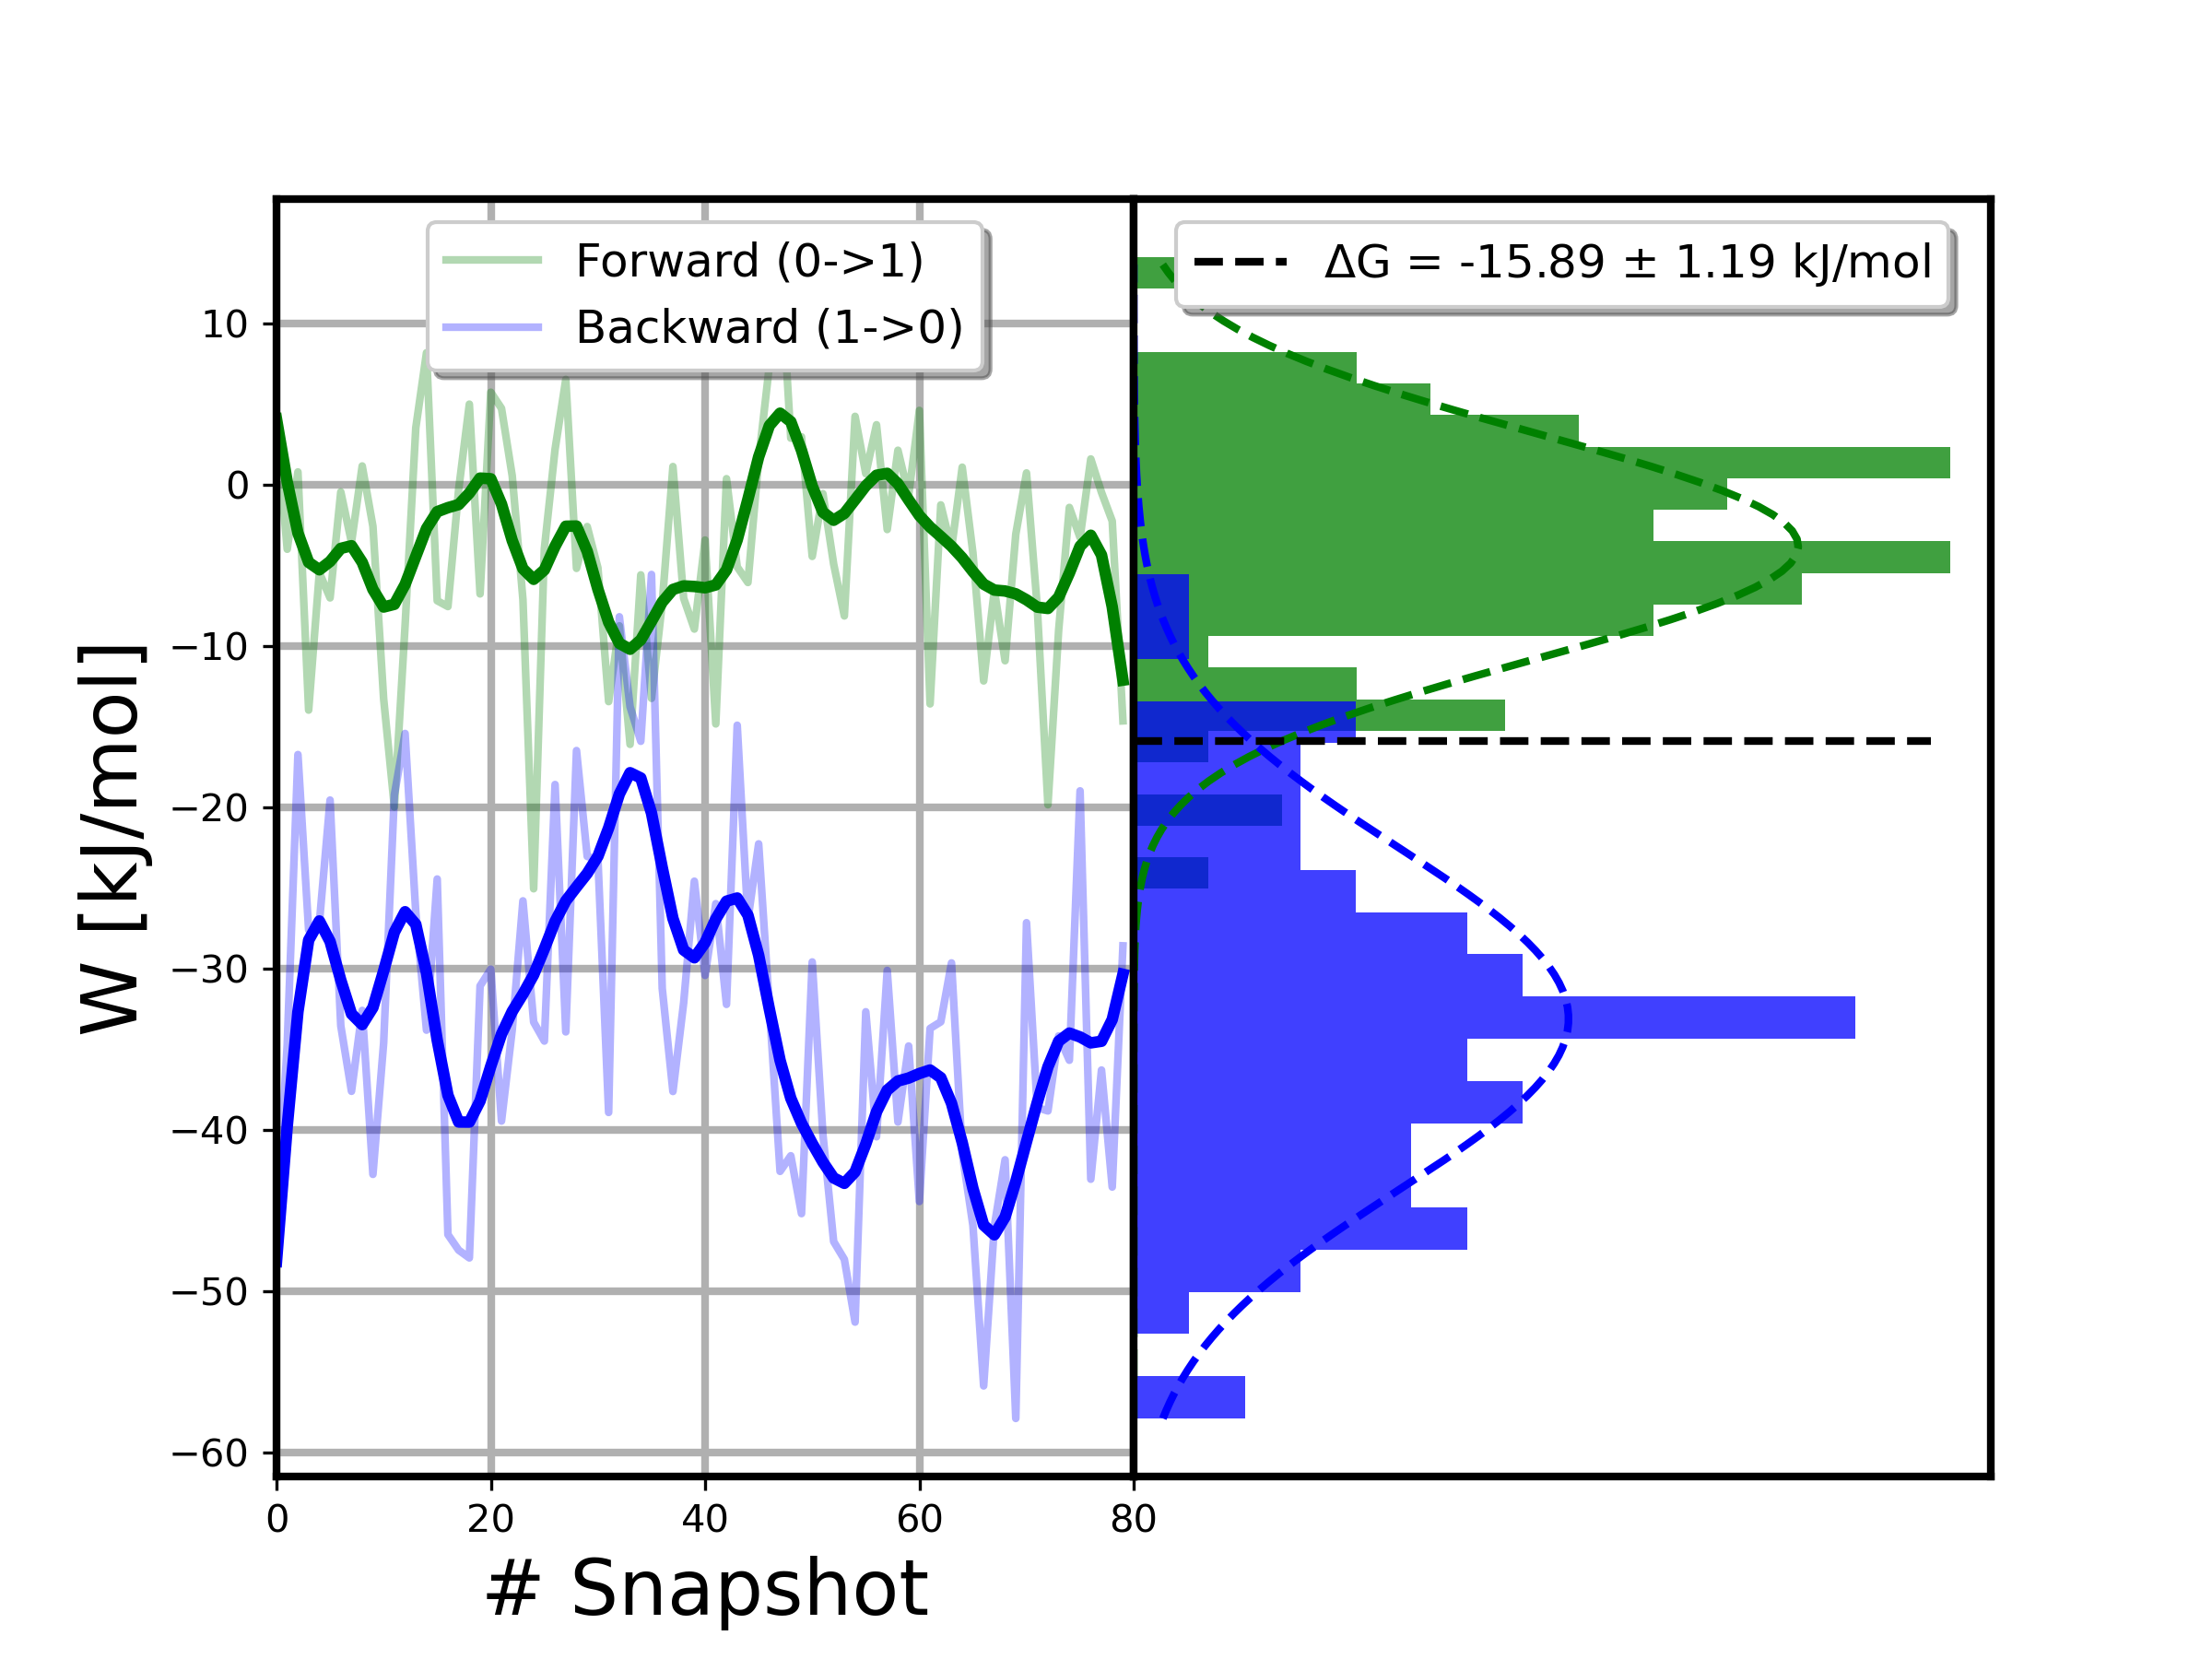 Forward (0->1)
Backward (1->0)
ΔG = -15.89 ± 1.19 kJ/mol
W [kJ/mol]
10
0
−10
−20
−30
−40
−50
−60
0 20 40 60 80
# Snapshot